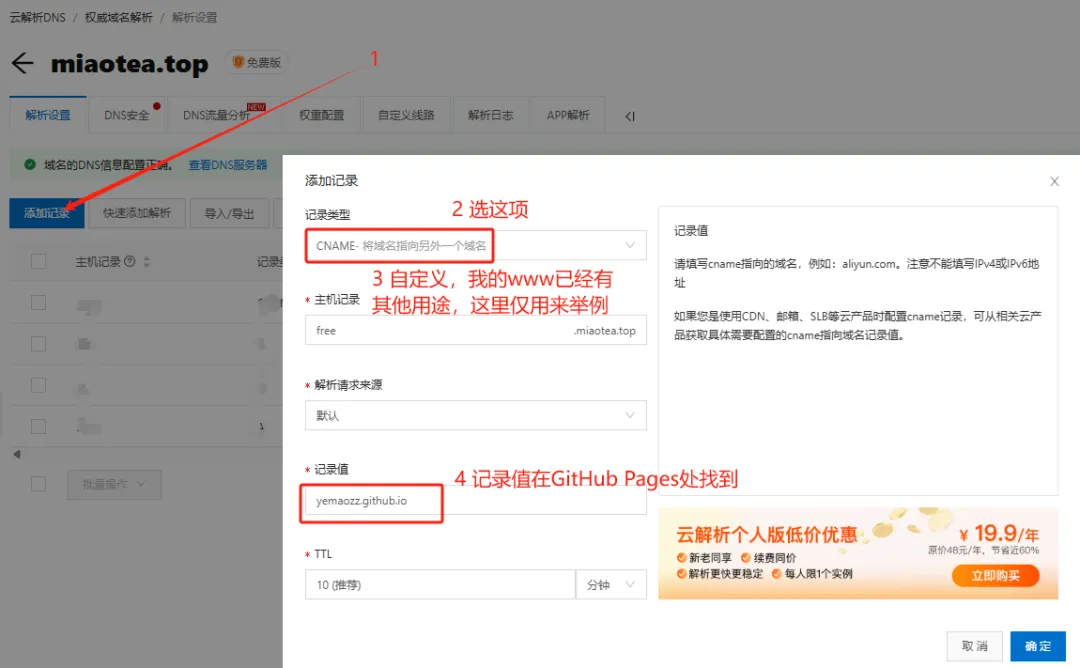 云解析DNS / 权威域名解析 / 解析设置
miaotea.top 免费版
1
解析设置 DNS安全 DNS流量分析 NEW 权重配置 自定义线路 解析日志 APP解析
域名的DNS信息配置正确。 查看DNS服务器
添加记录 快速添加解析 导入/导出
主机记录
批量操作
添加记录
记录类型
2 选这项
CNAME- 将域名指向另外一个域名
3 自定义，我的www已经有
其他用途，这里仅用来举例
* 主机记录
free .miaotea.top
* 解析请求来源
默认
* 记录值
4 记录值在GitHub Pages处找到
yemaozz.github.io
* TTL
10 (推荐) 分钟
记录值
请填写cname指向的域名，例如：aliyun.com。注意不能填写IPv4或IPv6地
址
如果您是使用CDN、邮箱、SLB等云产品时配置cname记录，可从相关云产
品获取具体需要配置的cname指向域名记录值。
云解析个人版低价优惠
¥ 19.9/年
原价48元/年，节省近60%
新老同享 续费同价
解析更快更稳定 每人限1个实例
立即购买
取 消 确 定